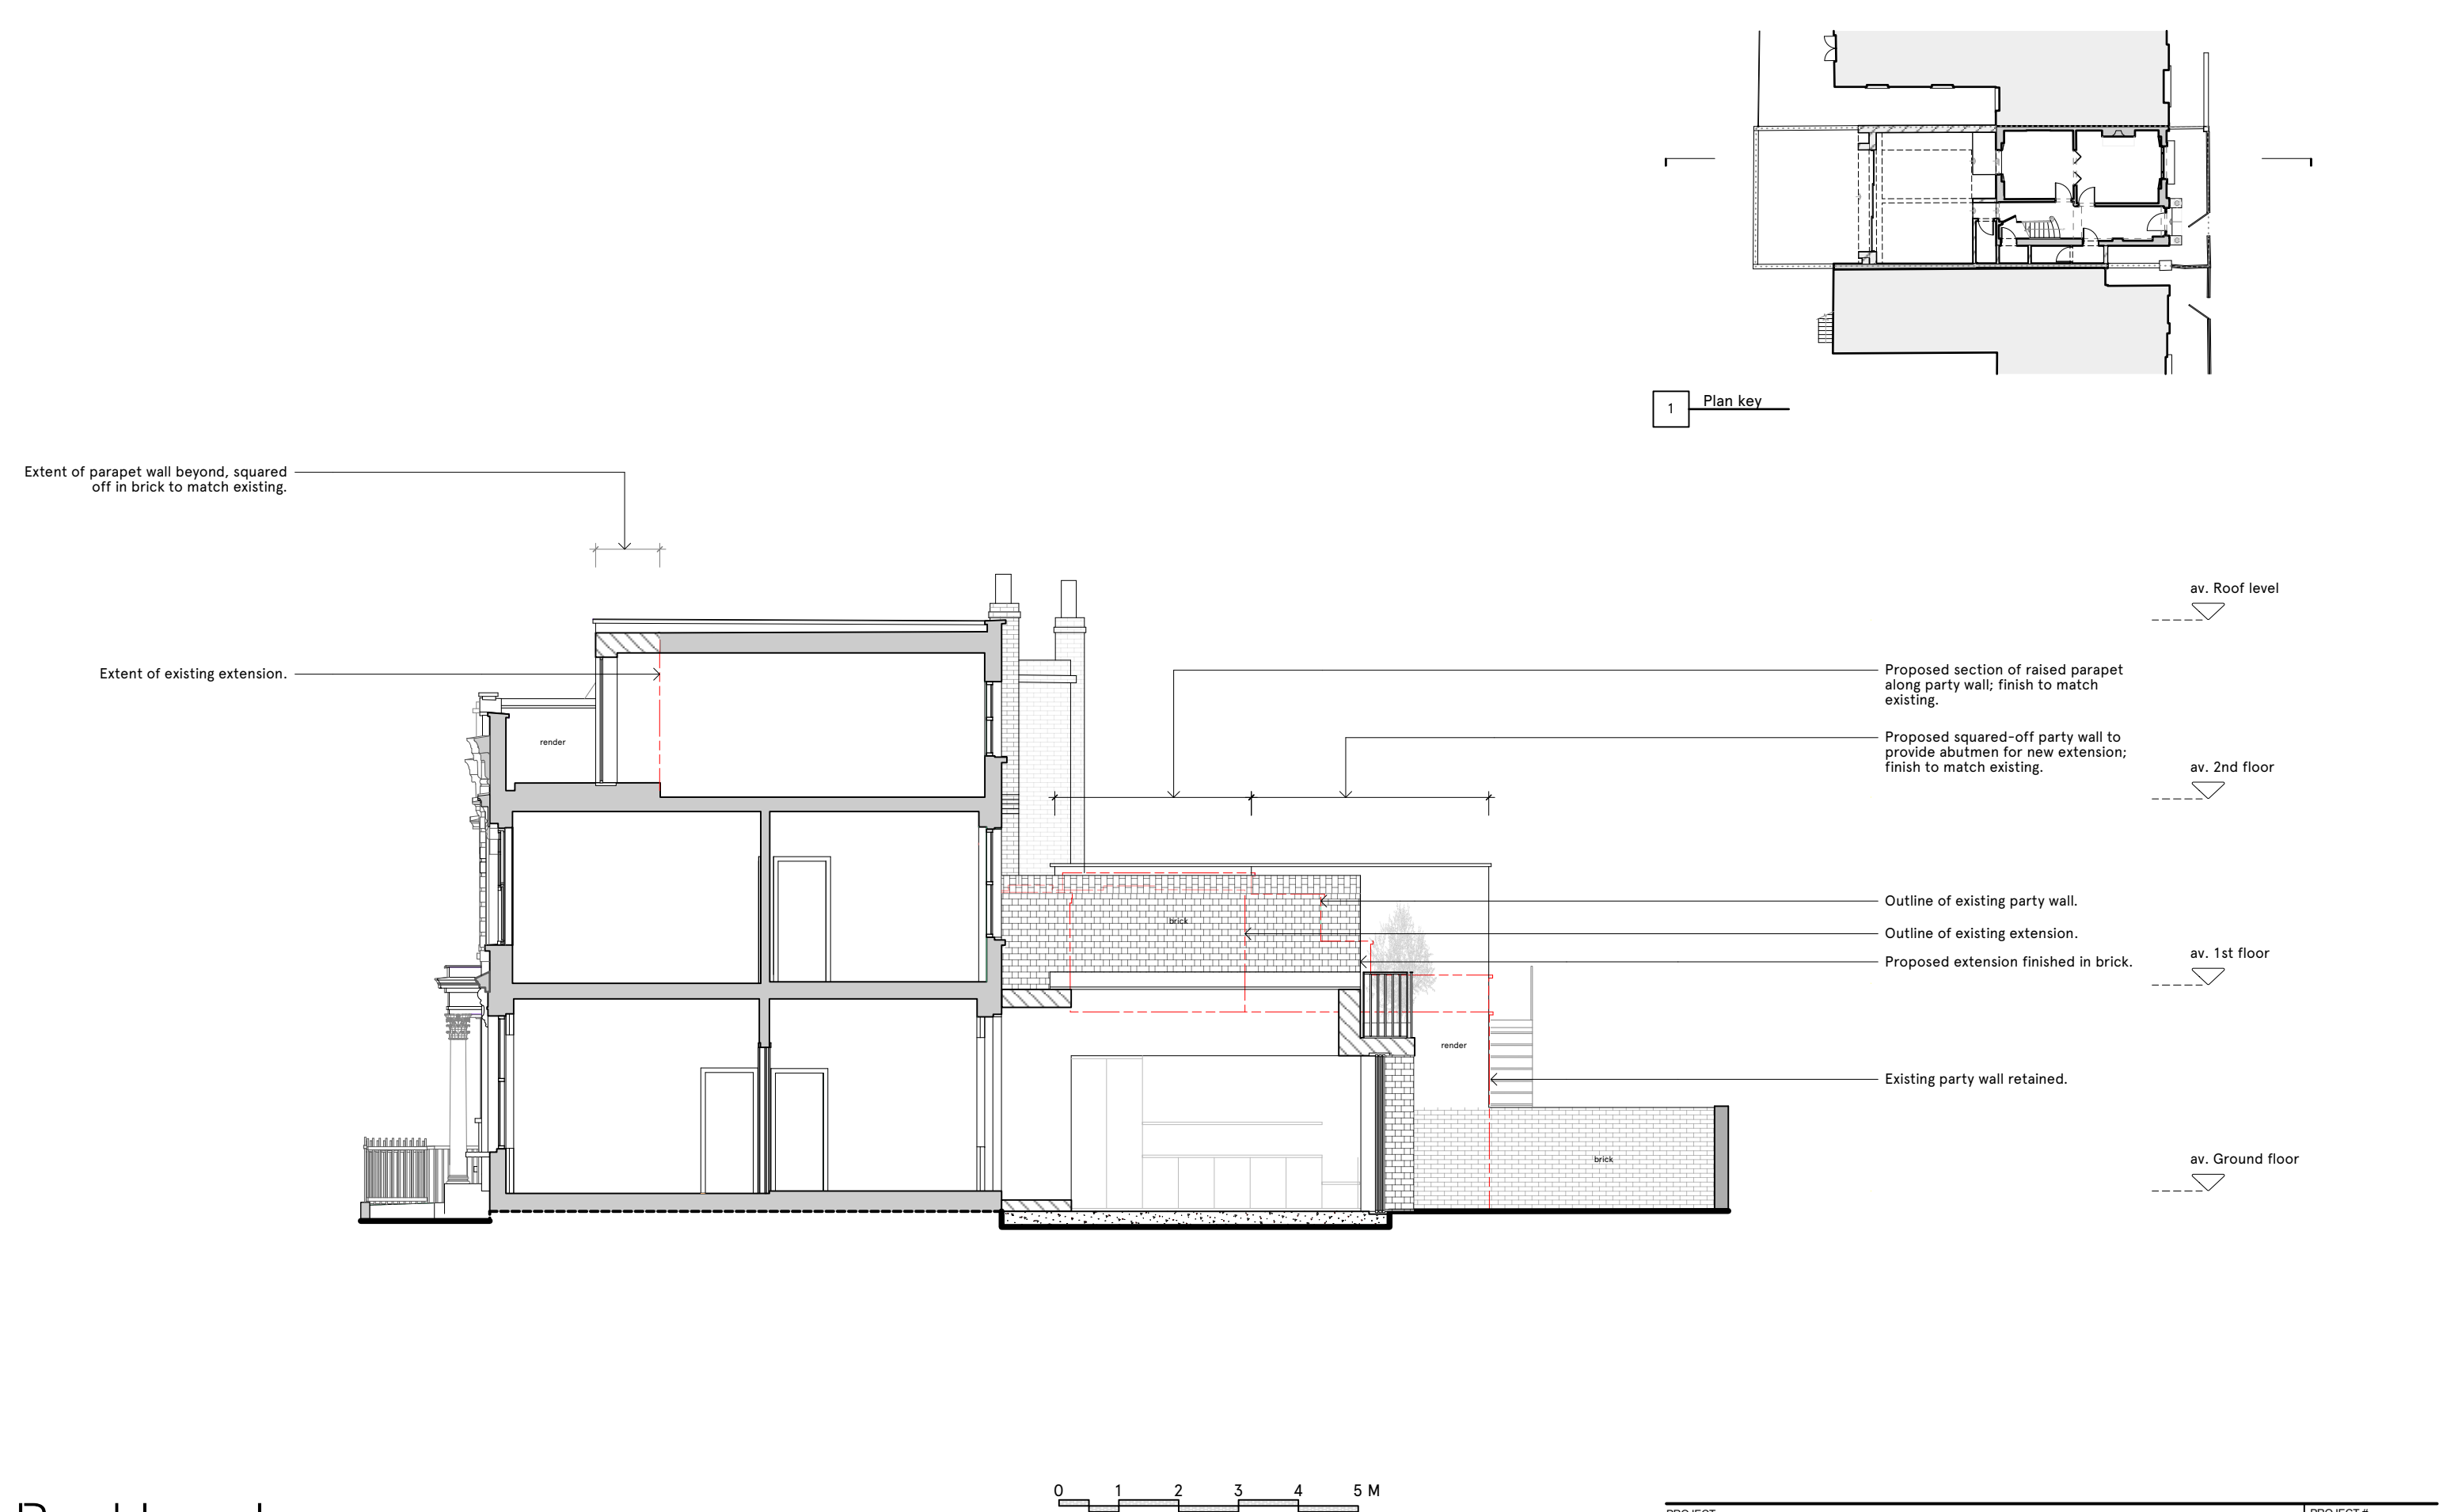 1
Plan key
Extent of parapet wall beyond, squared
off in brick to match existing.
av. Roof level
Extent of existing extension.
Proposed section of raised parapet
along party wall; finish to match
existing.
render
Proposed squared-off party wall to
provide abutmen for new extension;
finish to match existing.
av. 2nd floor
Outline of existing party wall.
brick
Outline of existing extension.
av. 1st floor
Proposed extension finished in brick.
render
Existing party wall retained.
brick
av. Ground floor
0 1 2 3 4 5 M
PROJECT
PROJECT #